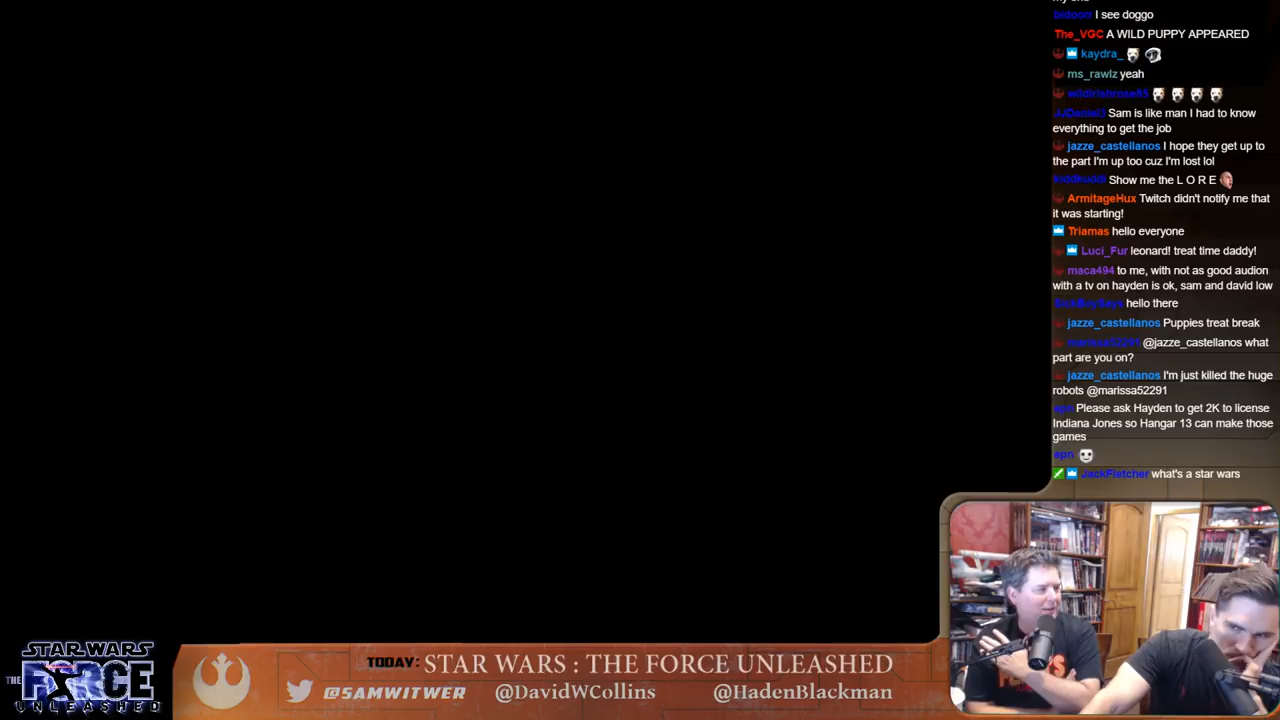 bidoon I see doggo
The_VGC A WILD PUPPY APPEARED
kaydra_
ms_rawlz yeah
wildirishrose85
JJDaniel3 Sam is like man I had to know
everything to get the job
jazze_castellanos I hope they get up to
the part I'm up too cuz I'm lost lol
Show me the L O R E
ArmitageHux Twitch didn't notify me that
it was starting!
Triamas hello everyone
Luci_Fur leonard! treat time daddy!
maca494 to me, with not as good audion
with a tv on hayden is ok, sam and david low
hello there
jazze_castellanos Puppies treat break
marissa52291 @jazze_castellanos what
part are you on?
jazze_castellanos I'm just killed the huge
robots @marissa52291
apn Please ask Hayden to get 2K to license
Indiana Jones so Hangar 13 can make those
games
apn
JackFletcher what's a star wars
STAR WARS
THE FORCE
UNLEASHED
TODAY: STAR WARS : THE FORCE UNLEASHED
@SAMWITWER @DavidWCollins @HadenBlackman